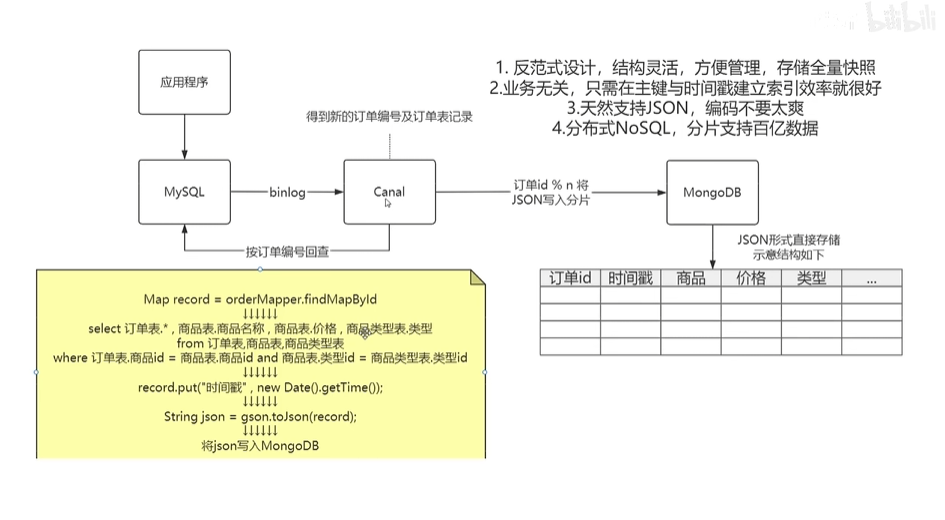 bilibili
应用程序
1. 反范式设计，结构灵活，方便管理，存储全量快照
2.业务无关，只需在主键与时间戳建立索引效率就很好
3.天然支持JSON，编码不要太爽
4.分布式NoSQL，分片支持百亿数据
得到新的订单编号及订单表记录
MySQL
binlog
Canal
订单id % n 将
JSON写入分片
MongoDB
按订单编号回查
JSON形式直接存储
示意结构如下
订单id 时间戳 商品 价格 类型 ...
Map record = orderMapper.findMapById
↓↓↓↓↓↓
select 订单表.* , 商品表.商品名称 , 商品表.价格 , 商品类型表.类型
from 订单表,商品表,商品类型表
where 订单表.商品id = 商品表.商品id and 商品表.类型id = 商品类型表.类型id
↓↓↓↓↓↓
record.put("时间戳" , new Date().getTime());
↓↓↓↓↓↓
String json = gson.toJson(record);
↓↓↓↓↓↓
将json写入MongoDB